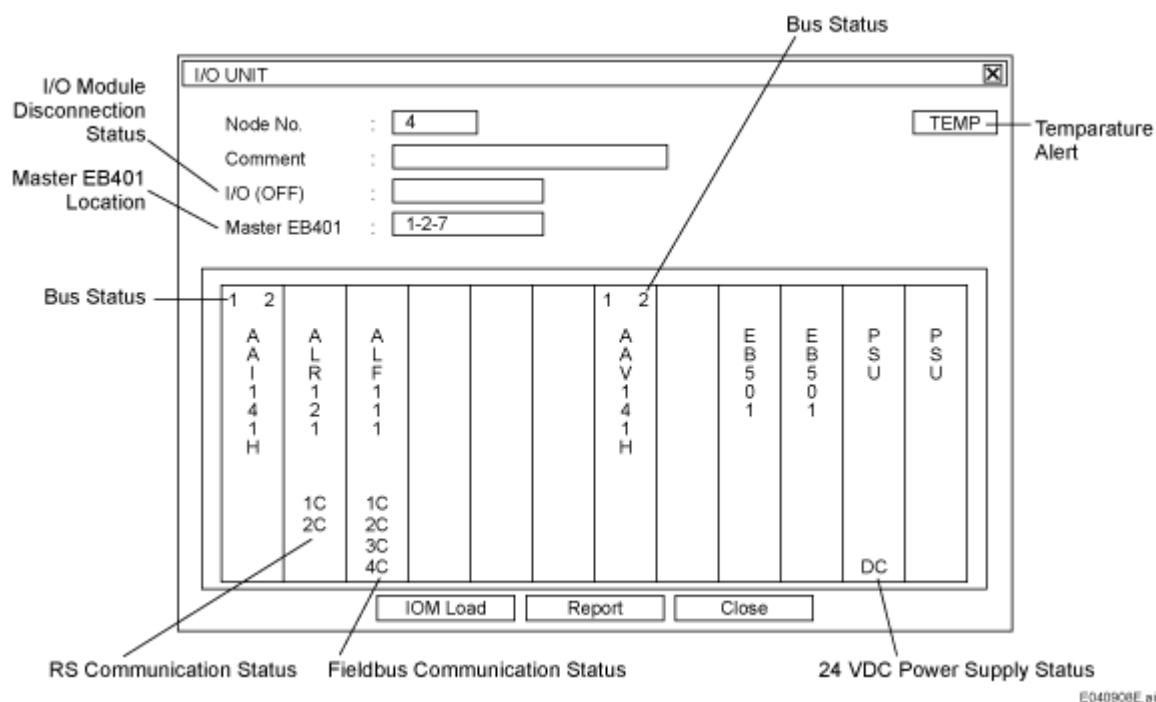 Bus Status
I/O UNIT
I/O Module
Disconnection
Status
Node No. : 4
TEMP
Temparature
Alert
Comment :
Master EB401
Location
I/O (OFF) :
Master EB401 : 1-2-7
Bus Status
1 2
AAI141H
ALR121
1C
2C
ALF111
1C
2C
3C
4C
1 2
AAV141H
EB501
EB501
PSU
DC
PSU
IOM Load
Report
Close
RS Communication Status
Fieldbus Communication Status
24 VDC Power Supply Status
E040908E.ai